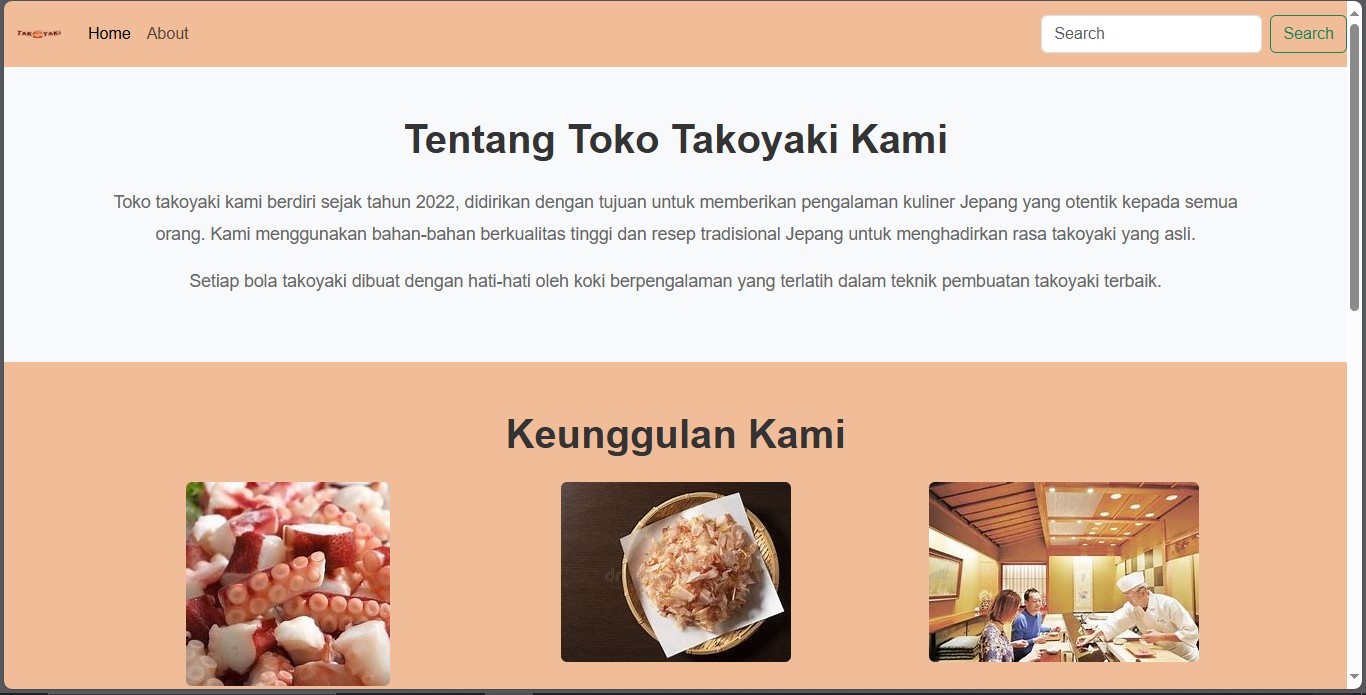 TAKOYAKI
Home
About
Search
Search
Tentang Toko Takoyaki Kami
Toko takoyaki kami berdiri sejak tahun 2022, didirikan dengan tujuan untuk memberikan pengalaman kuliner Jepang yang otentik kepada semua
orang. Kami menggunakan bahan-bahan berkualitas tinggi dan resep tradisional Jepang untuk menghadirkan rasa takoyaki yang asli.
Setiap bola takoyaki dibuat dengan hati-hati oleh koki berpengalaman yang terlatih dalam teknik pembuatan takoyaki terbaik.
Keunggulan Kami